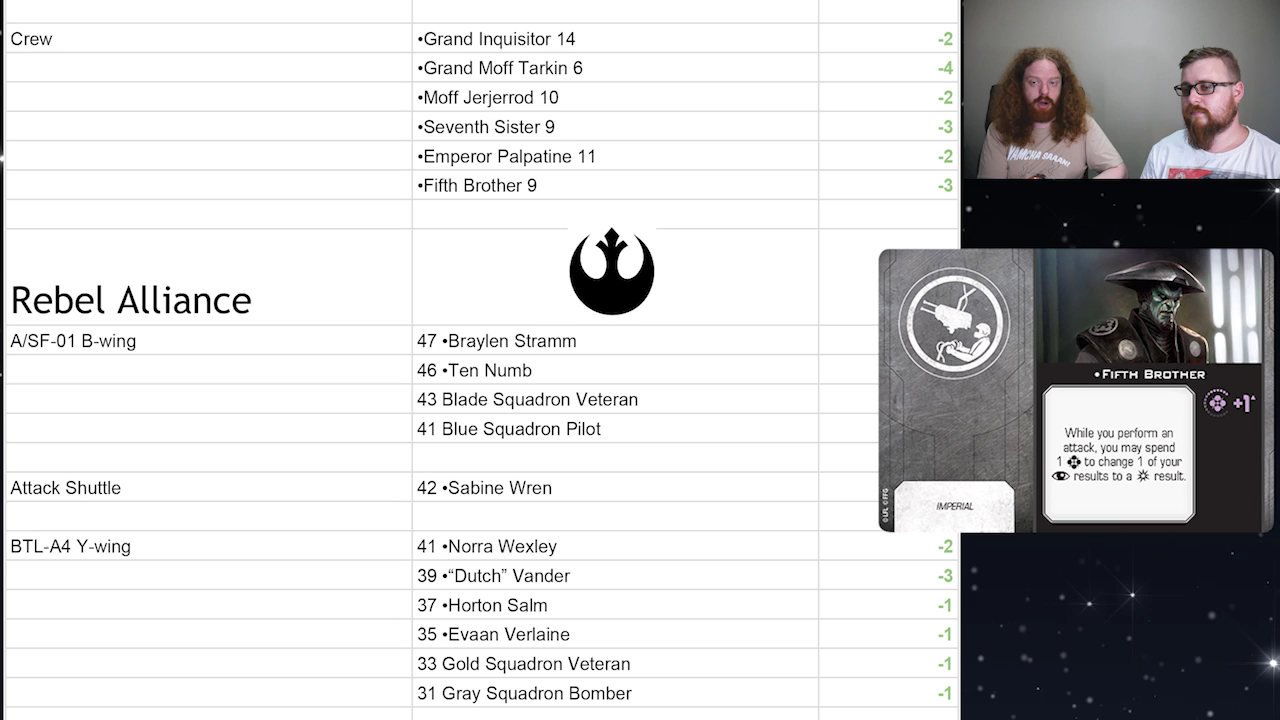 Crew •Grand Inquisitor 14 -2
•Grand Moff Tarkin 6 -4
•Moff Jerjerrod 10 -2
•Seventh Sister 9 -3
•Emperor Palpatine 11 -2
•Fifth Brother 9 -3
Rebel Alliance
A/SF-01 B-wing 47 •Braylen Stramm
46 •Ten Numb
43 Blade Squadron Veteran
41 Blue Squadron Pilot
Attack Shuttle 42 •Sabine Wren
BTL-A4 Y-wing 41 •Norra Wexley -2
39 •“Dutch” Vander -3
37 •Horton Salm -1
35 •Evaan Verlaine -1
33 Gold Squadron Veteran -1
31 Gray Squadron Bomber -1
YAMCHA SAAAN!
•FIFTH BROTHER
+1
While you perform an
attack, you may spend
1 to change 1 of your
results to a result.
IMPERIAL
©LFL ©FFG